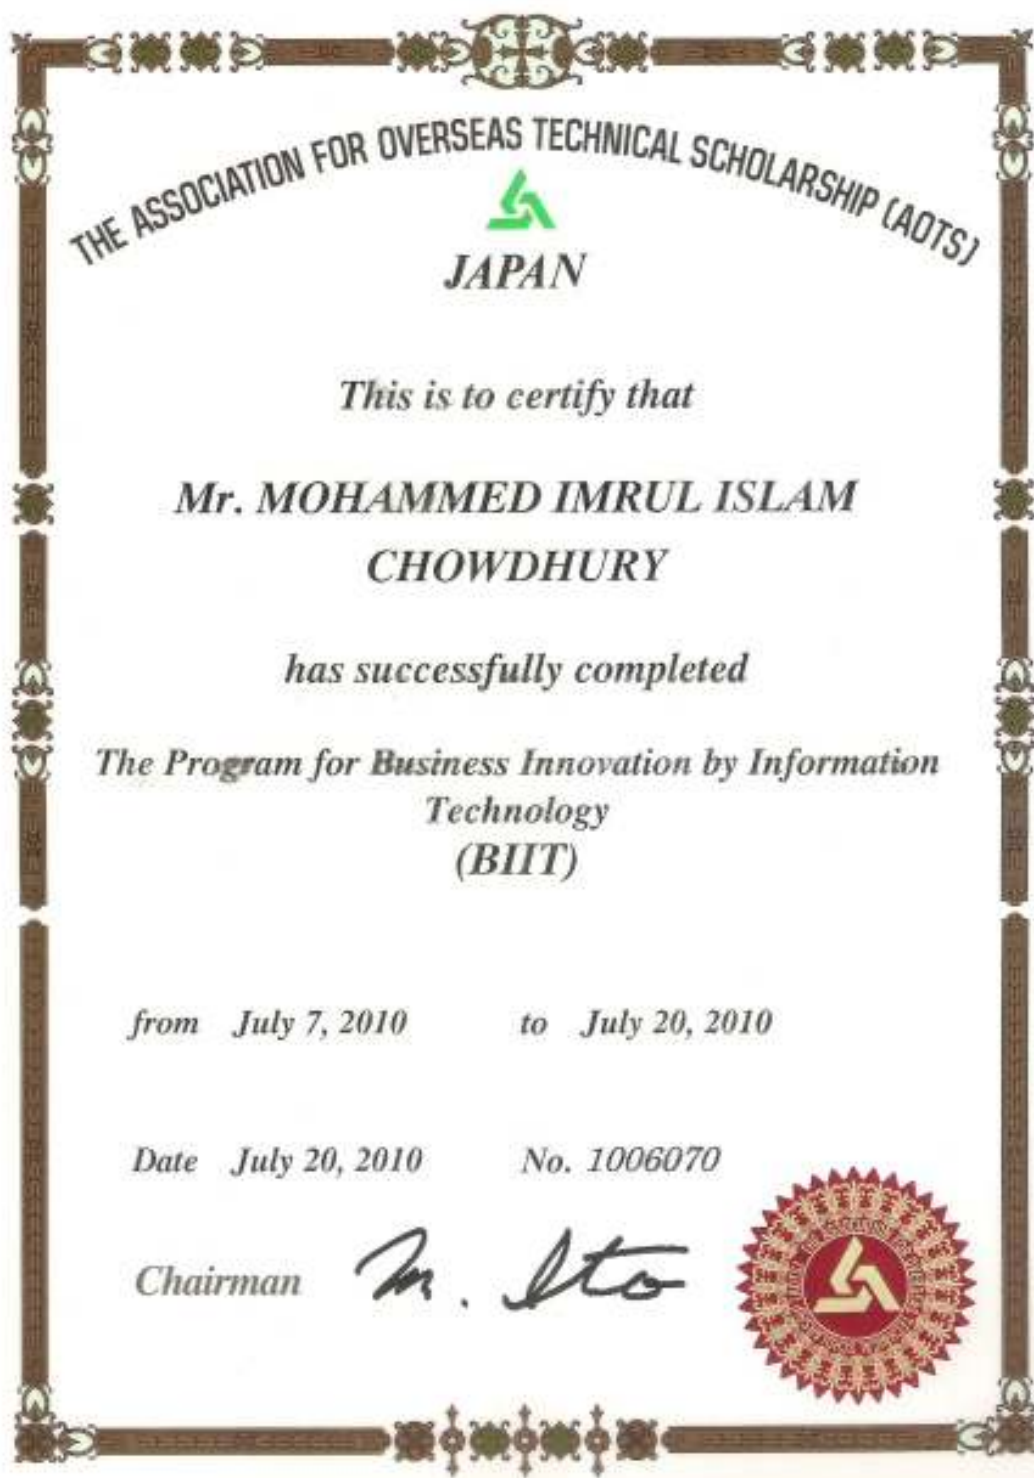 THE ASSOCIATION FOR OVERSEAS TECHNICAL SCHOLARSHIP (AOTS)
JAPAN
This is to certify that
Mr. MOHAMMED IMRUL ISLAM
CHOWDHURY
has successfully completed
The Program for Business Innovation by Information
Technology
(BIIT)
from July 7, 2010 to July 20, 2010
Date July 20, 2010 No. 1006070
Chairman M. Ito